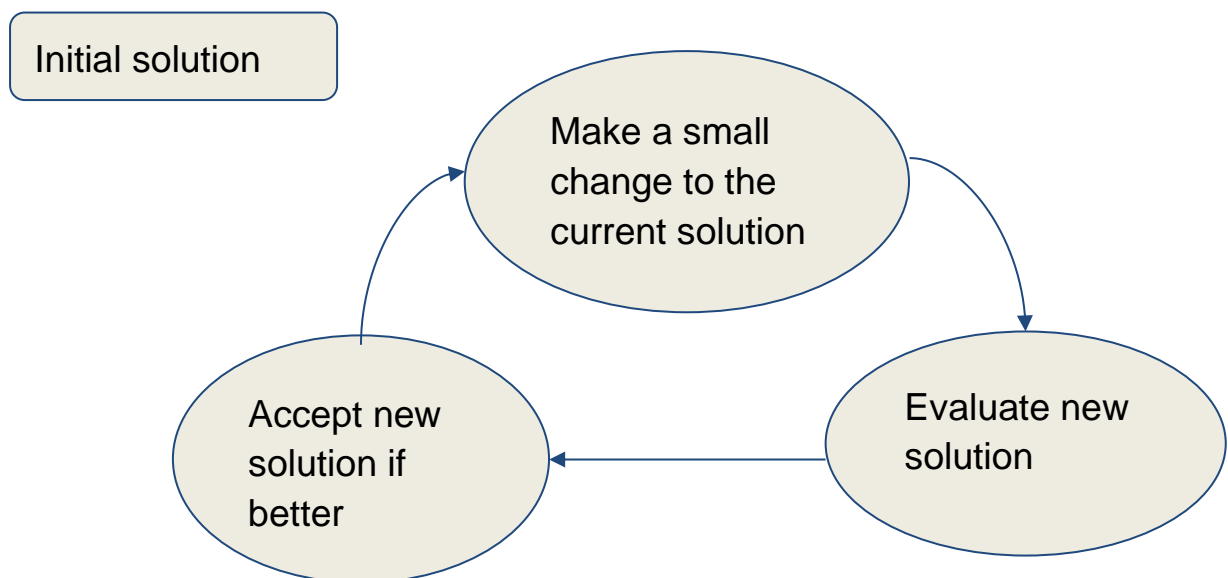 Initial solution
Make a small
change to the
current solution
Evaluate new
solution
Accept new
solution if
better